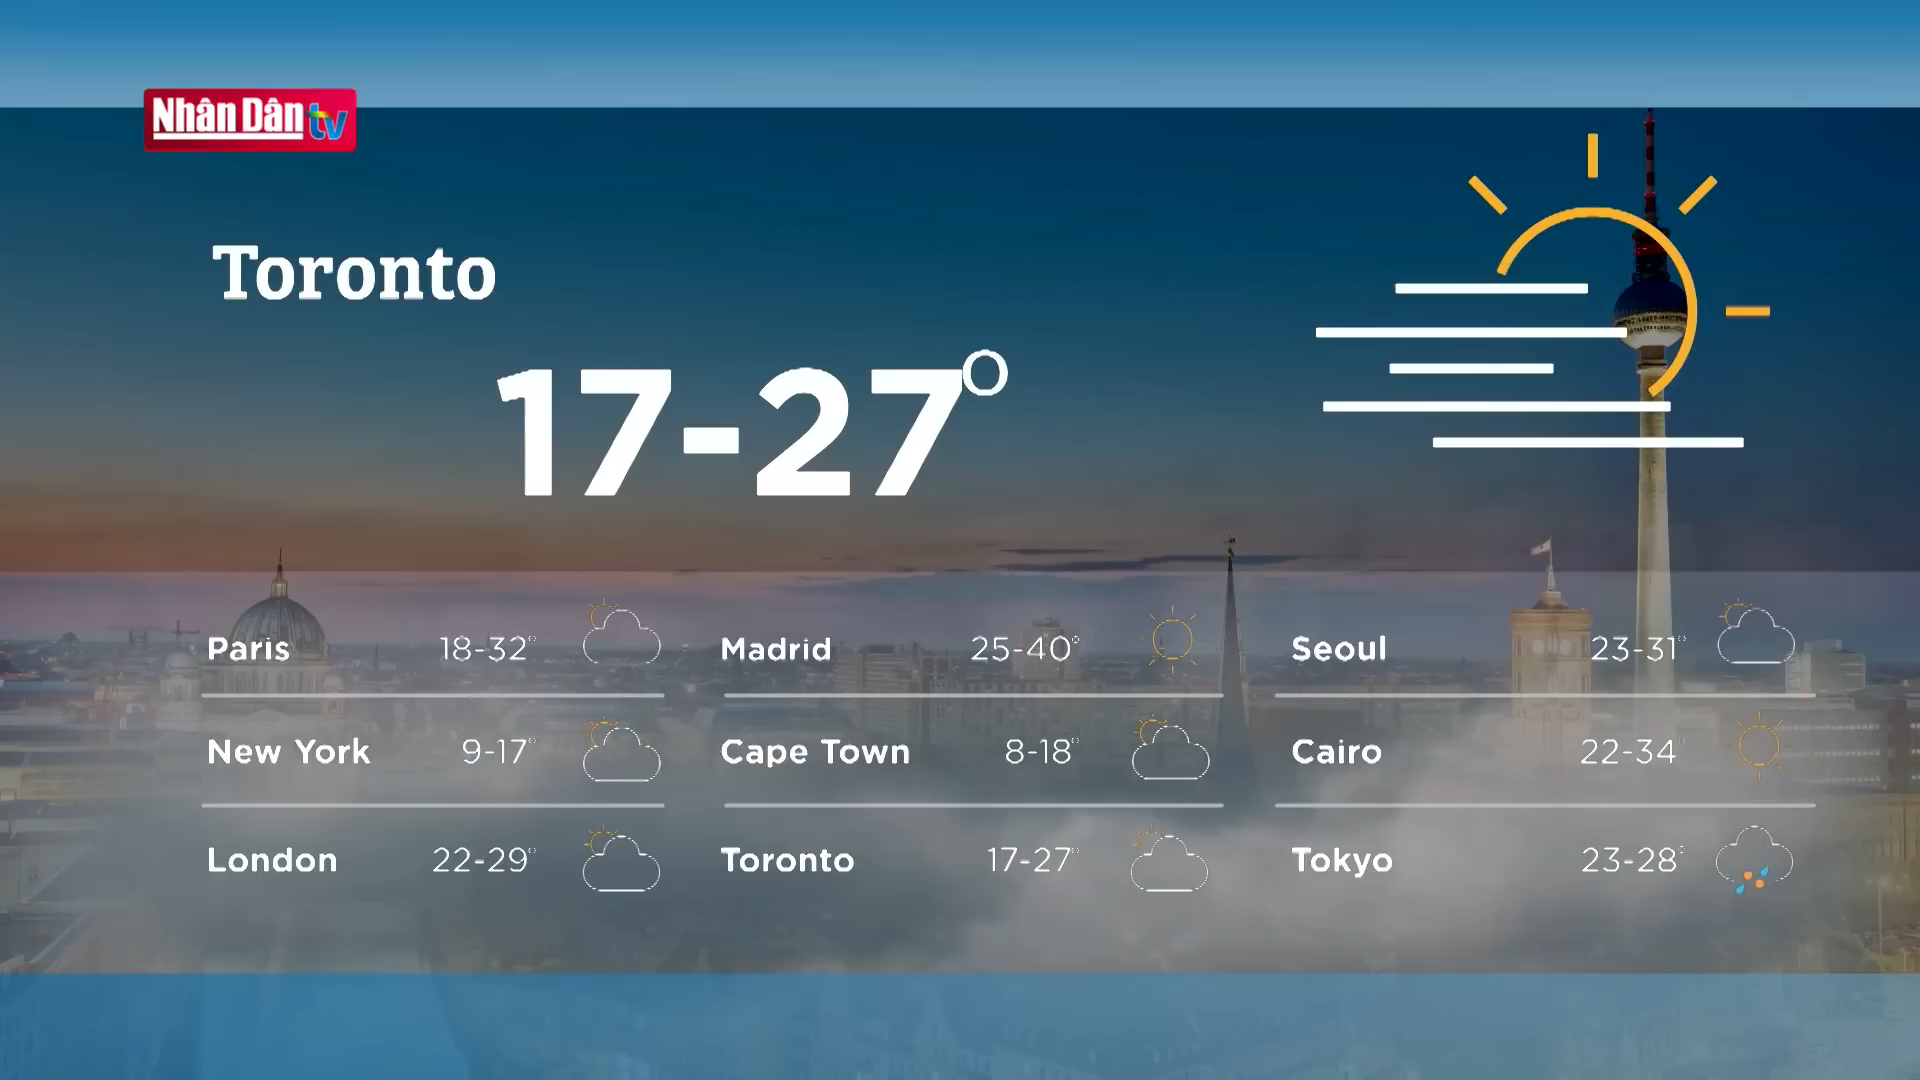 Nhân Dân tv
Toronto
17-27°
Paris 18-32° Madrid 25-40° Seoul 23-31°
New York 9-17° Cape Town 8-18° Cairo 22-34°
London 22-29° Toronto 17-27° Tokyo 23-28°